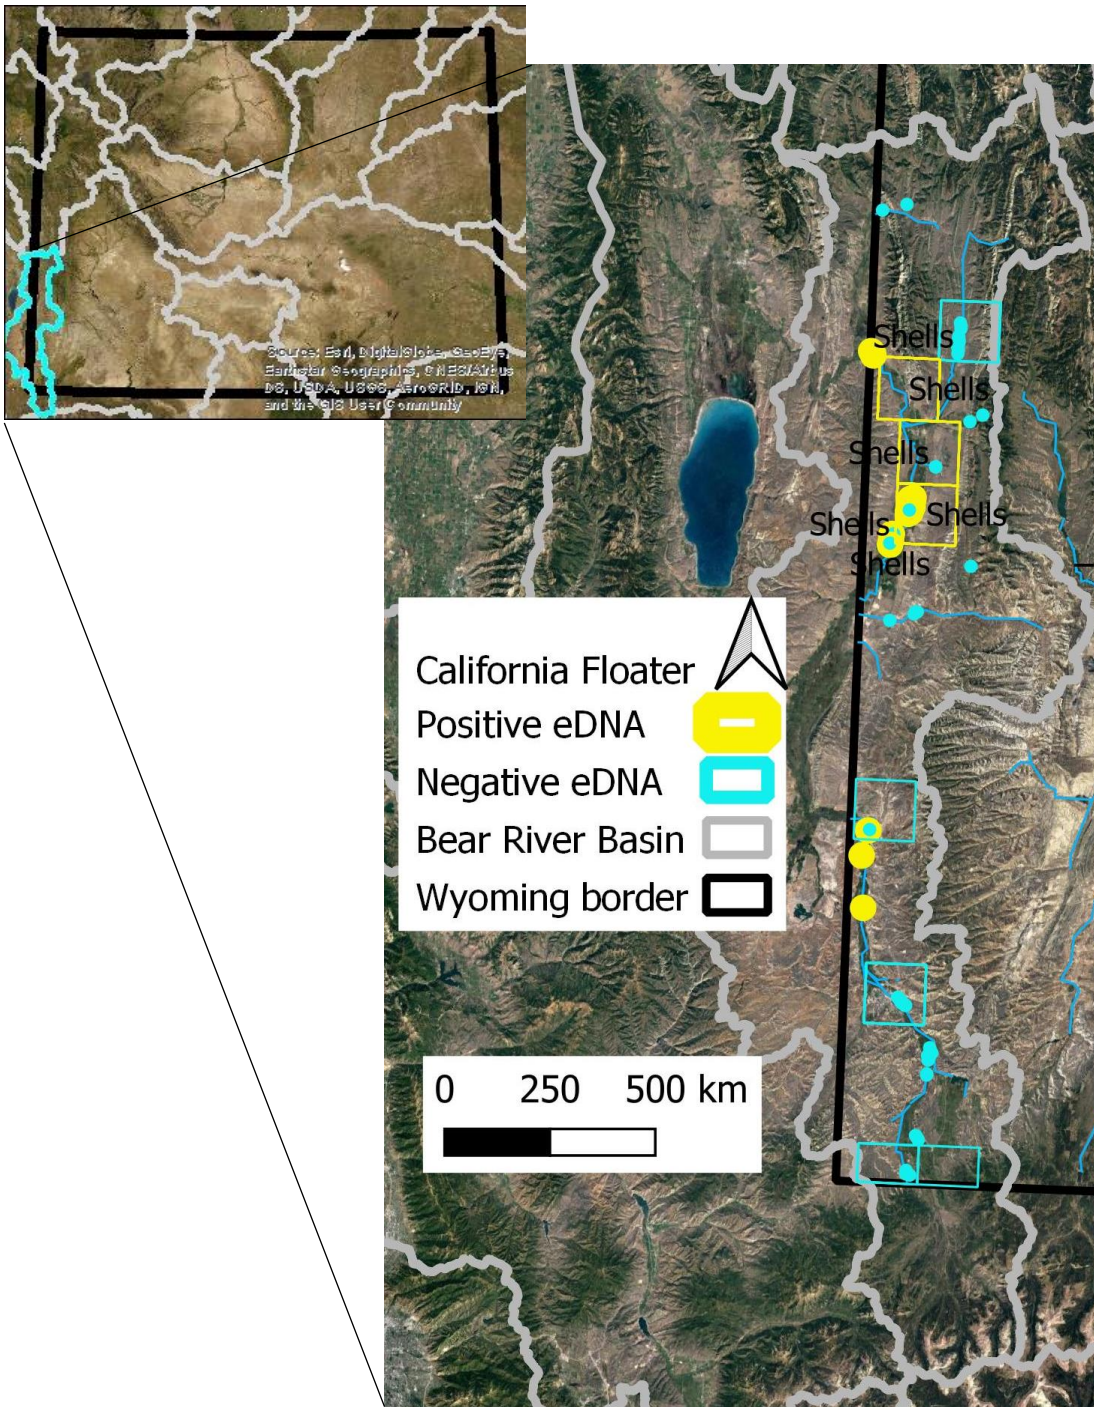 Source: Esri, DigitalGlobe, GeoEye,
Earthstar Geographics, CNES/Airbus
DS, USDA, USGS, AeroGRID, IGN,
and the GIS User Community
Shells
Shells
Shells
Shells
Shells
Shells
California Floater
Positive eDNA
Negative eDNA
Bear River Basin
Wyoming border
0 250 500 km